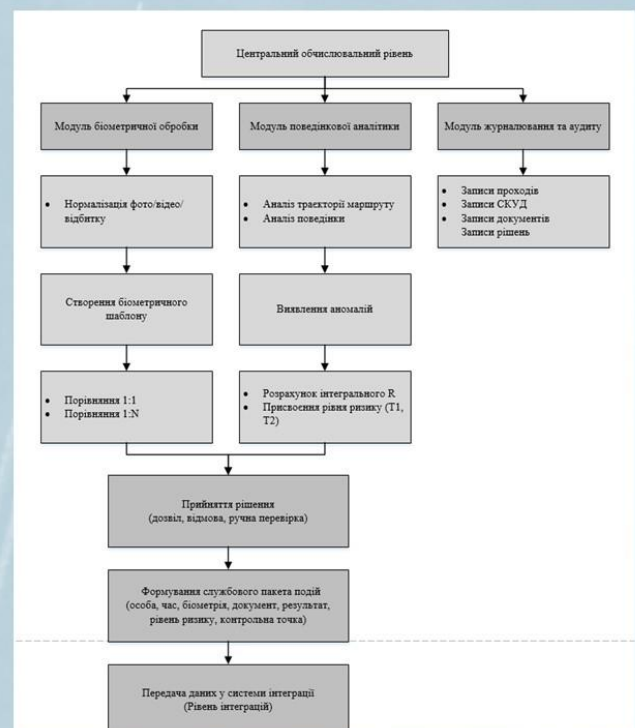 Центральний обчислювальний рівень
Модуль біометричної обробки
Модуль поведінкової аналітики
Модуль журналювання та аудиту
• Нормалізація фото/відео/
відбитку
• Аналіз траєкторії маршруту
• Аналіз поведінки
• Записи проходів
• Записи СКУД
• Записи документів
Записи рішень
Створення біометричного
шаблону
Виявлення аномалій
• Порівняння 1:1
• Порівняння 1:N
• Розрахунок інтегрального R
• Присвоєння рівня ризику (T1,
T2)
Прийняття рішення
(дозвіл, відмова, ручна перевірка)
Формування службового пакета подій
(особа, час, біометрія, документ, результат,
рівень ризику, контрольна точка)
Передача даних у системи інтеграції
(Рівень інтеграцій)